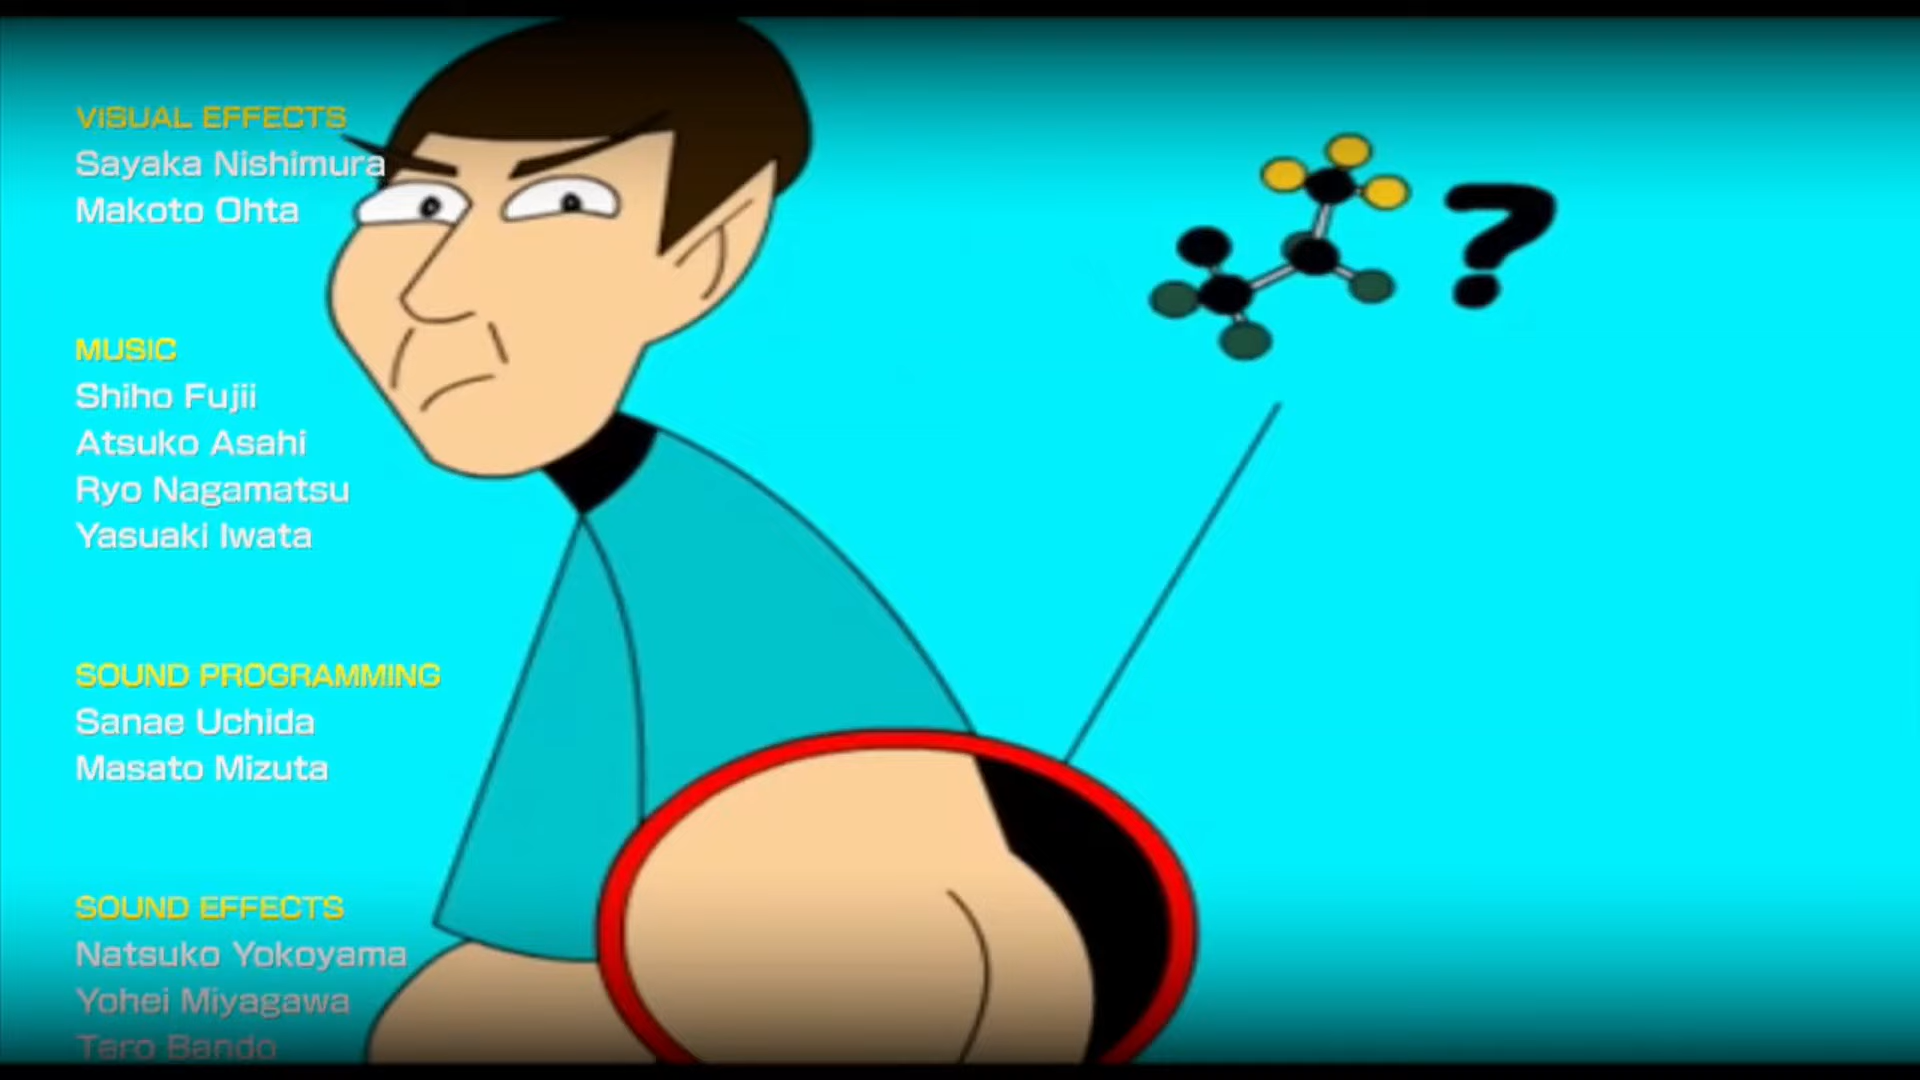 VISUAL EFFECTS
Sayaka Nishimura
Makoto Ohta
?
MUSIC
Shiho Fujii
Atsuko Asahi
Ryo Nagamatsu
Yasuaki Iwata
SOUND PROGRAMMING
Sanae Uchida
Masato Mizuta
SOUND EFFECTS
Natsuko Yokoyama
Yohei Miyagawa
Taro Bando